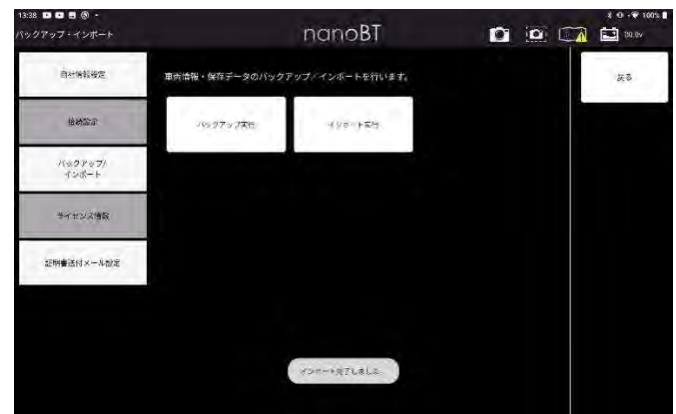 13:38
100%
バックアップ・インポート
nanoBT
00.0v
自社情報設定
車両情報・保存データのバックアップ/インポートを行います。
戻る
接続設定
バックアップ実行
インポート実行
バックアップ/
インポート
ライセンス情報
証明書送付メール設定
インポート完了しました